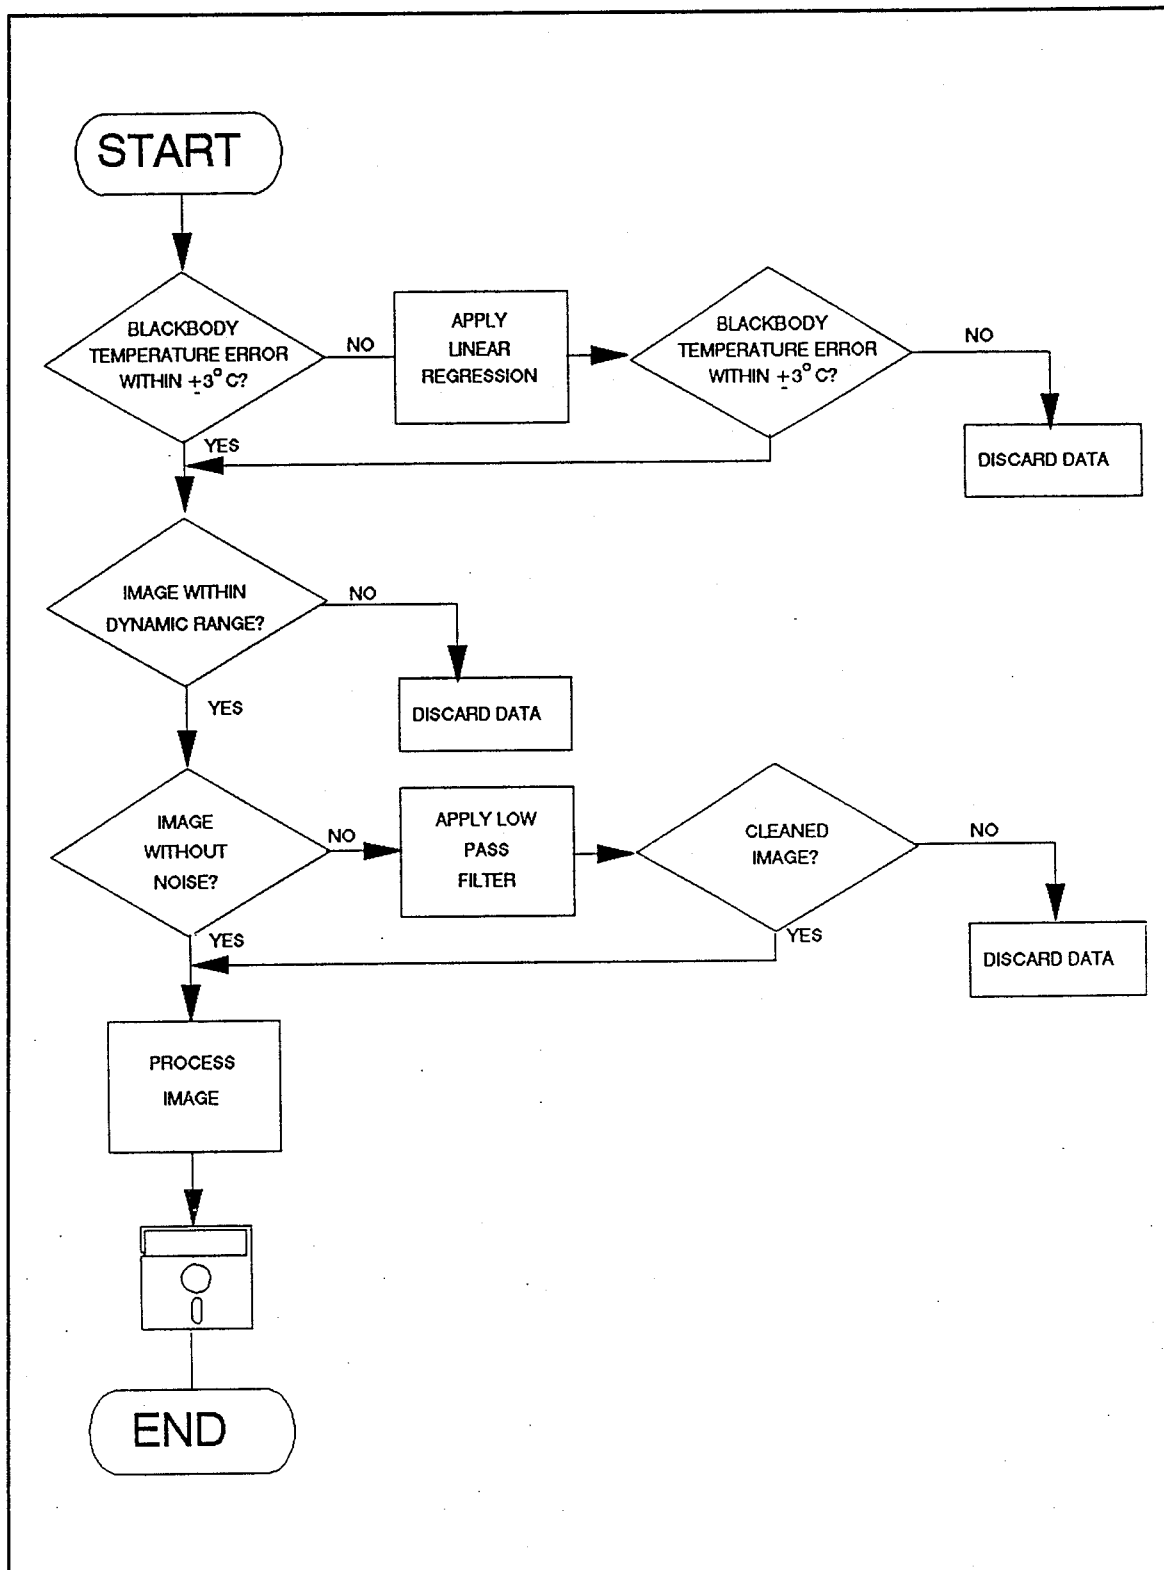 START
BLACKBODY
TEMPERATURE ERROR
WITHIN ±3° C?
NO
APPLY
LINEAR
REGRESSION
BLACKBODY
TEMPERATURE ERROR
WITHIN ±3° C?
NO
DISCARD DATA
YES
IMAGE WITHIN
DYNAMIC RANGE?
NO
DISCARD DATA
YES
IMAGE
WITHOUT
NOISE?
NO
APPLY LOW
PASS
FILTER
CLEANED
IMAGE?
NO
DISCARD DATA
YES
YES
PROCESS
IMAGE
END